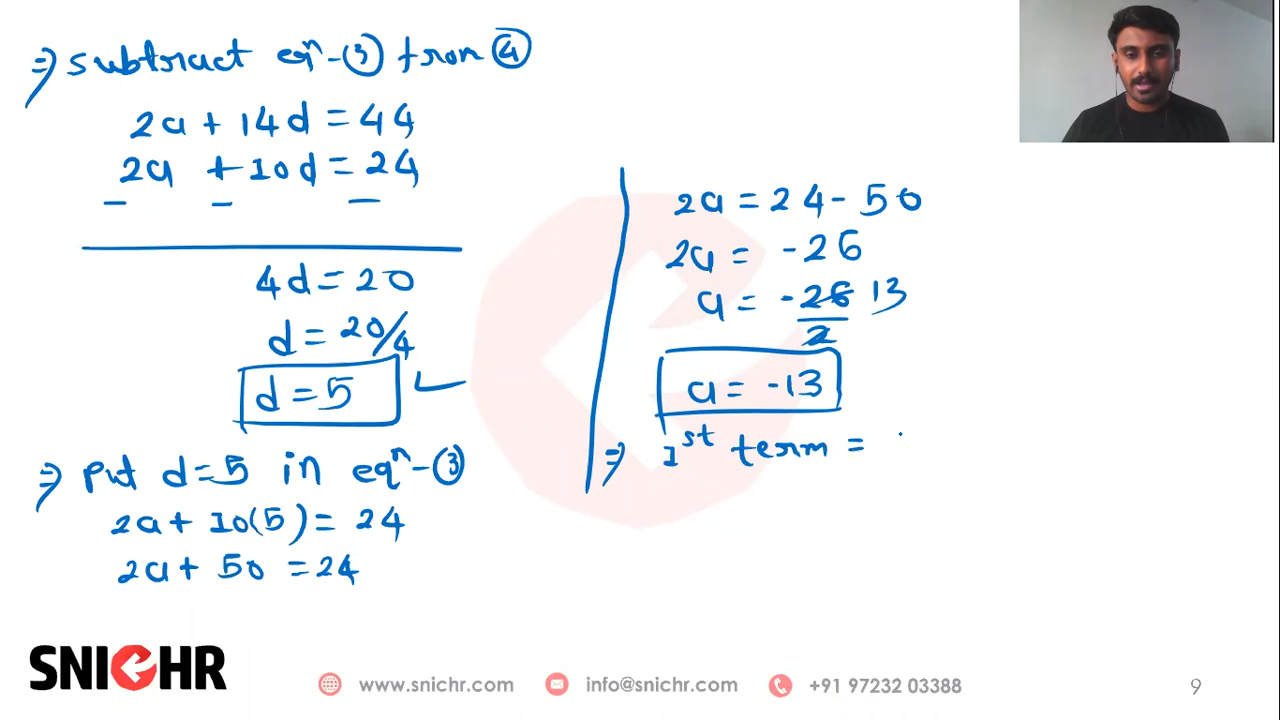 ⇒ subtract eqⁿ-③ from ④
2a + 14d = 44
2a + 10d = 24
− − −
4d = 20
d = 20/4
d = 5 ✓
⇒ put d=5 in eqⁿ-③
2a + 10(5) = 24
2a + 50 = 24
2a = 24 - 50
2a = -26
a = -26/2 13
a = -13
⇒ 1st term =
SNICHR
www.snichr.com info@snichr.com +91 97232 03388 9